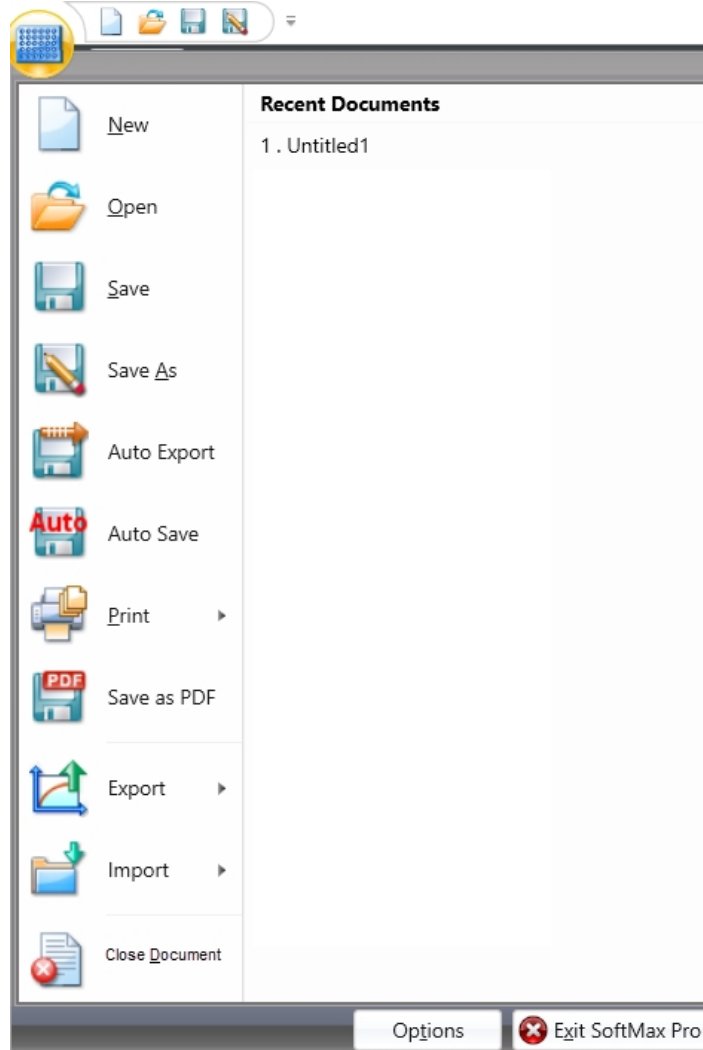 Recent Documents
New
1 . Untitled1
Open
Save
Save As
Auto Export
Auto
Auto Save
Print
PDF
Save as PDF
Export
Import
Close Document
Options
Exit SoftMax Pro